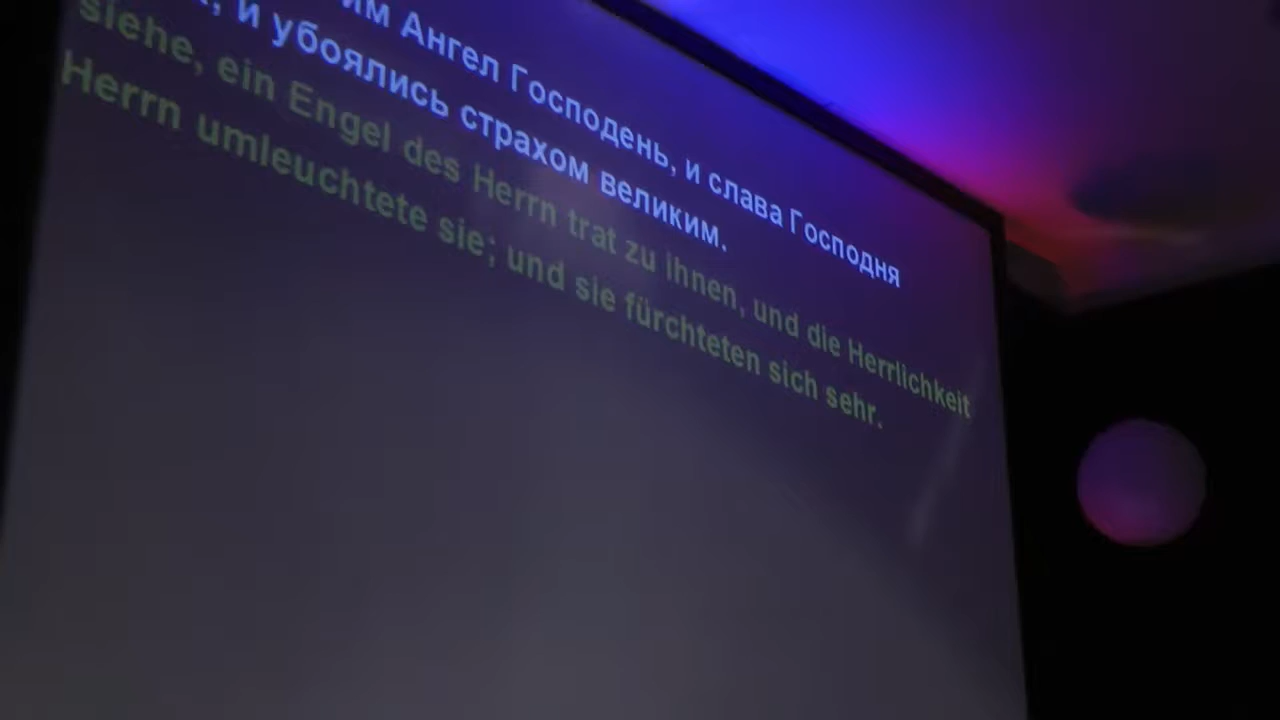 им Ангел Господень, и слава Господня
и убоялись страхом великим.
siehe, ein Engel des Herrn trat zu ihnen, und die Herrlichkeit
Herrn umleuchtete sie; und sie fürchteten sich sehr.